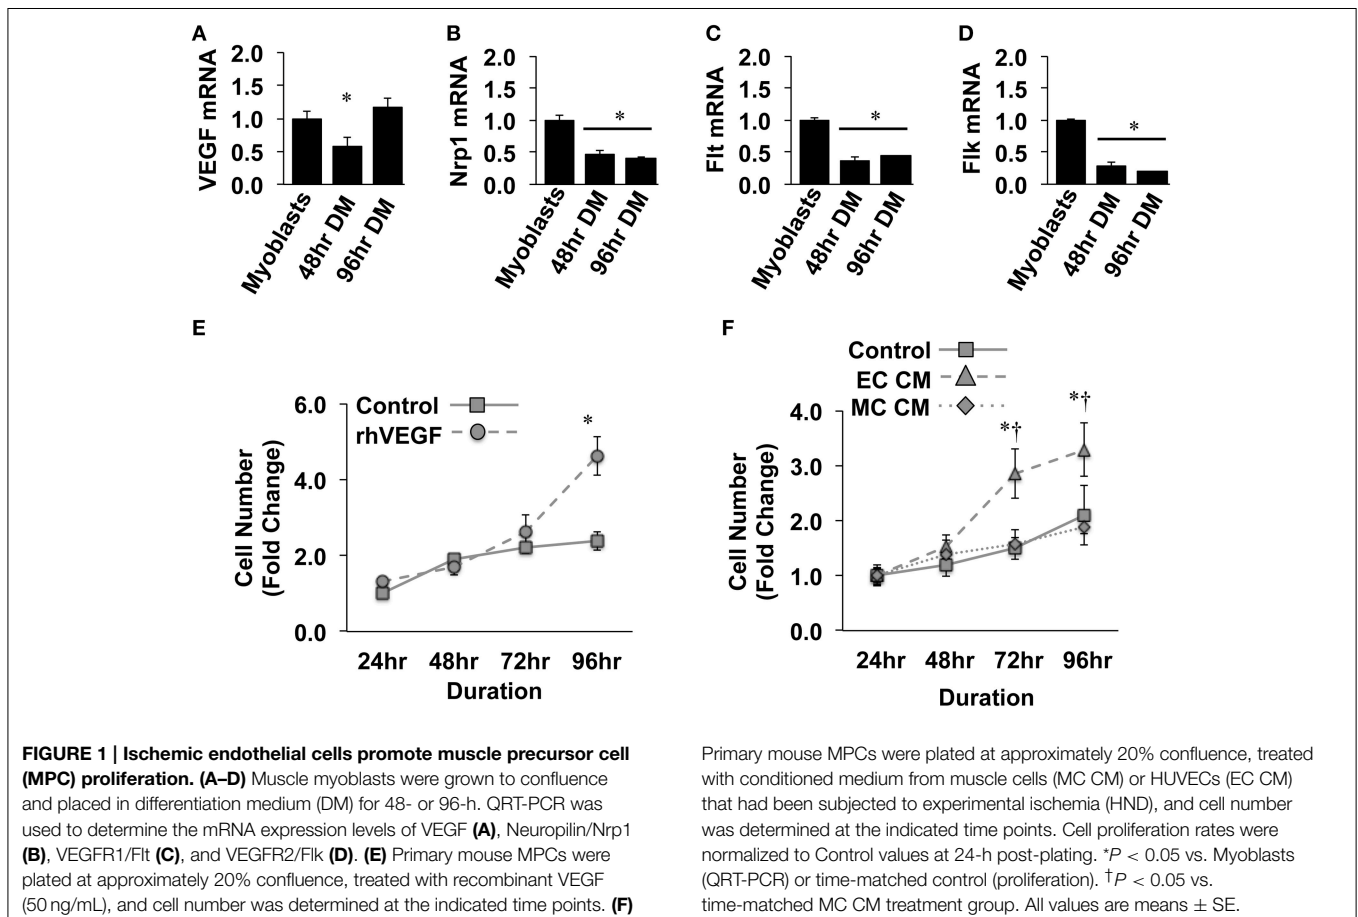 A
VEGF mRNA
2.0
1.5
1.0
0.5
0.0
*
Myoblasts
48hr DM
96hr DM
B
Nrp1 mRNA
2.0
1.5
1.0
0.5
0.0
*
Myoblasts
48hr DM
96hr DM
C
Flt mRNA
2.0
1.5
1.0
0.5
0.0
*
Myoblasts
48hr DM
96hr DM
D
Flk mRNA
2.0
1.5
1.0
0.5
0.0
*
Myoblasts
48hr DM
96hr DM
E
Control
rhVEGF
Cell Number
(Fold Change)
6.0
4.0
2.0
0.0
*
24hr 48hr 72hr 96hr
Duration
F
Control
EC CM
MC CM
Cell Number
(Fold Change)
4.0
3.0
2.0
1.0
0.0
*†
*†
24hr 48hr 72hr 96hr
Duration
FIGURE 1 | Ischemic endothelial cells promote muscle precursor cell
(MPC) proliferation. (A–D) Muscle myoblasts were grown to confluence
and placed in differentiation medium (DM) for 48- or 96-h. QRT-PCR was
used to determine the mRNA expression levels of VEGF (A), Neuropilin/Nrp1
(B), VEGFR1/Flt (C), and VEGFR2/Flk (D). (E) Primary mouse MPCs were
plated at approximately 20% confluence, treated with recombinant VEGF
(50 ng/mL), and cell number was determined at the indicated time points. (F)
Primary mouse MPCs were plated at approximately 20% confluence, treated
with conditioned medium from muscle cells (MC CM) or HUVECs (EC CM)
that had been subjected to experimental ischemia (HND), and cell number
was determined at the indicated time points. Cell proliferation rates were
normalized to Control values at 24-h post-plating. *P < 0.05 vs. Myoblasts
(QRT-PCR) or time-matched control (proliferation). †P < 0.05 vs.
time-matched MC CM treatment group. All values are means ± SE.